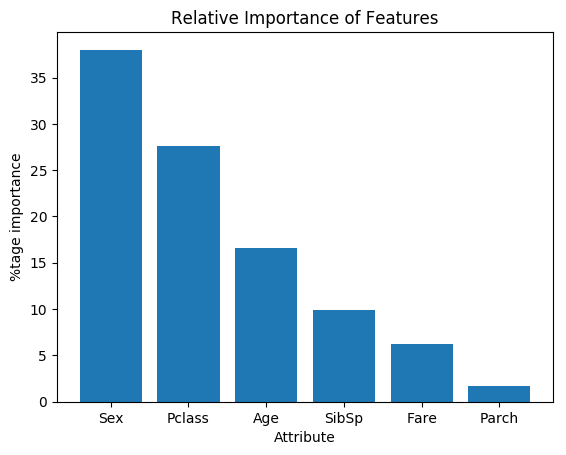 Relative Importance of Features
%tage importance
35
30
25
20
15
10
5
0
Sex Pclass Age SibSp Fare Parch
Attribute